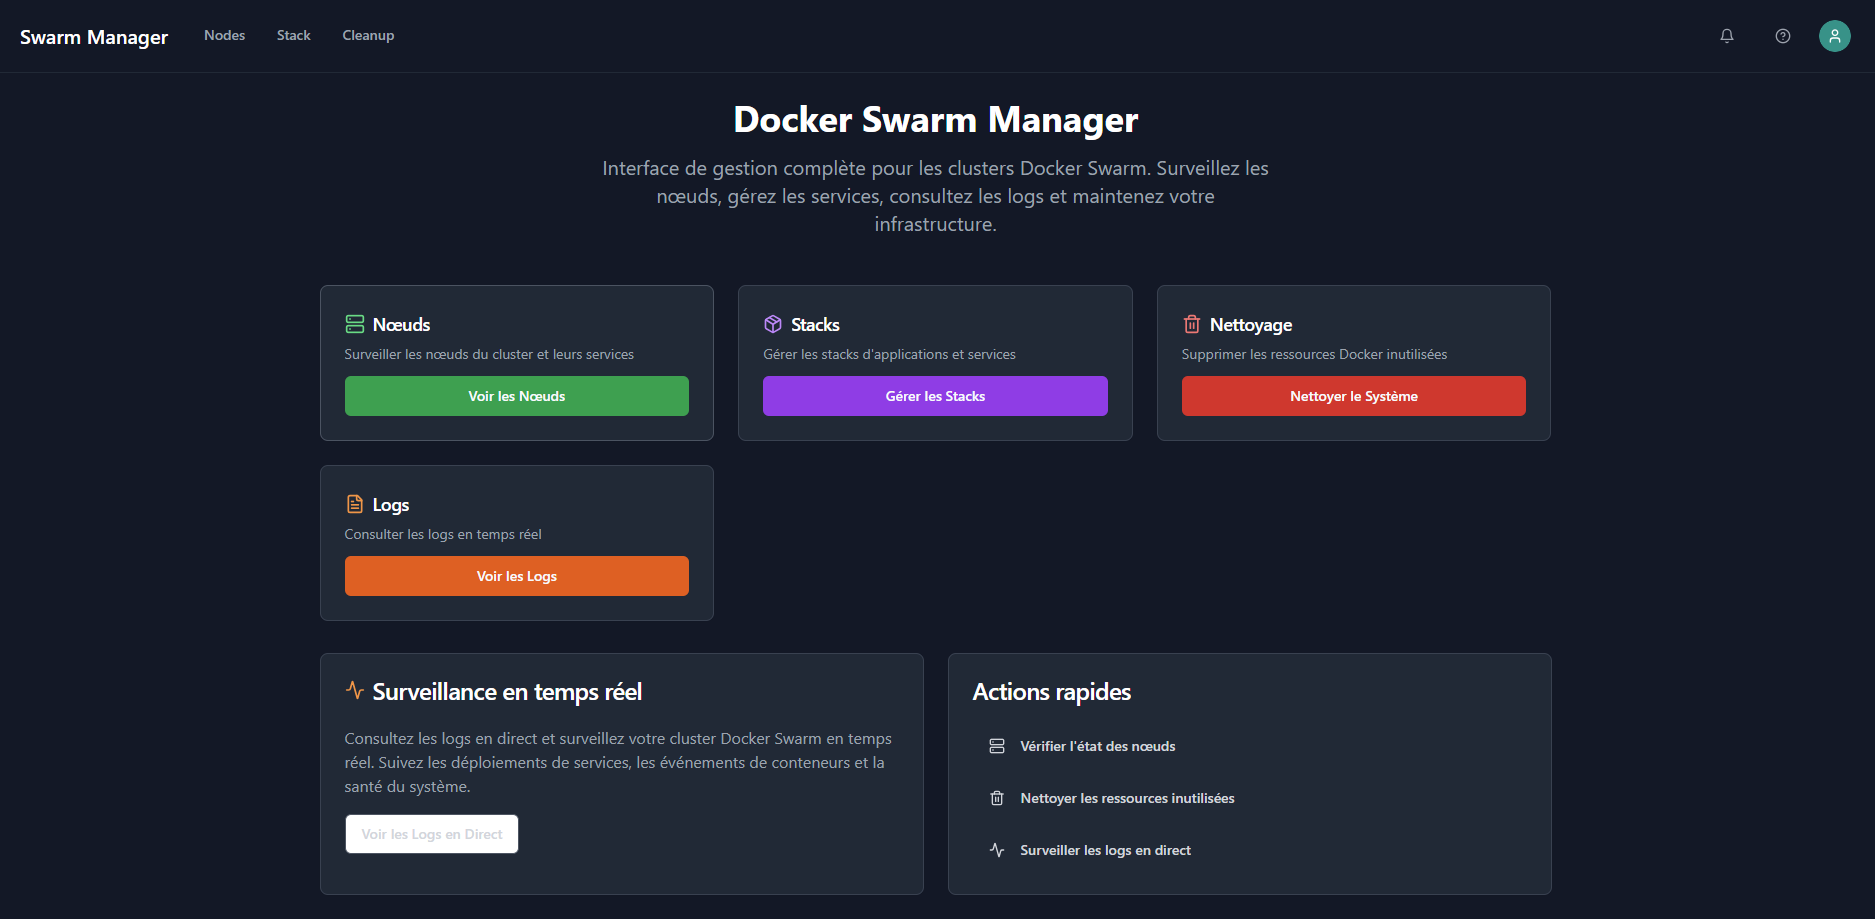 Swarm Manager
Nodes
Stack
Cleanup
Docker Swarm Manager
Interface de gestion complète pour les clusters Docker Swarm. Surveillez les
nœuds, gérez les services, consultez les logs et maintenez votre
infrastructure.
Nœuds
Surveiller les nœuds du cluster et leurs services
Voir les Nœuds
Stacks
Gérer les stacks d'applications et services
Gérer les Stacks
Nettoyage
Supprimer les ressources Docker inutilisées
Nettoyer le Système
Logs
Consulter les logs en temps réel
Voir les Logs
Surveillance en temps réel
Consultez les logs en direct et surveillez votre cluster Docker Swarm en temps
réel. Suivez les déploiements de services, les événements de conteneurs et la
santé du système.
Voir les Logs en Direct
Actions rapides
Vérifier l'état des nœuds
Nettoyer les ressources inutilisées
Surveiller les logs en direct